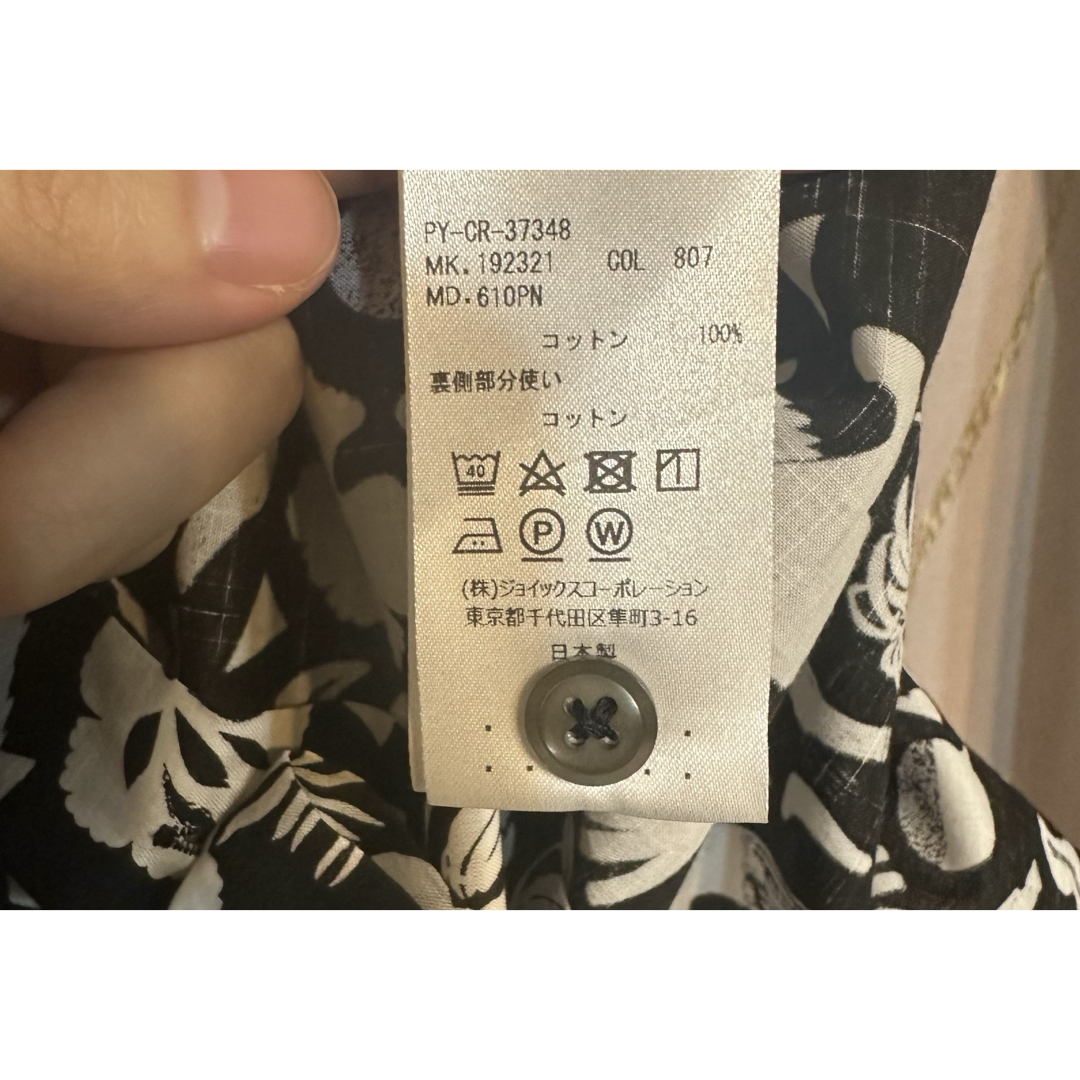 PY-CR-37348
MK.192321 COL 807
MD.610PN
コットン 100%
裏側部分使い
コットン
40
P W
(株)ジョイックスコーポレーション
東京都千代田区隼町3-16
日本製